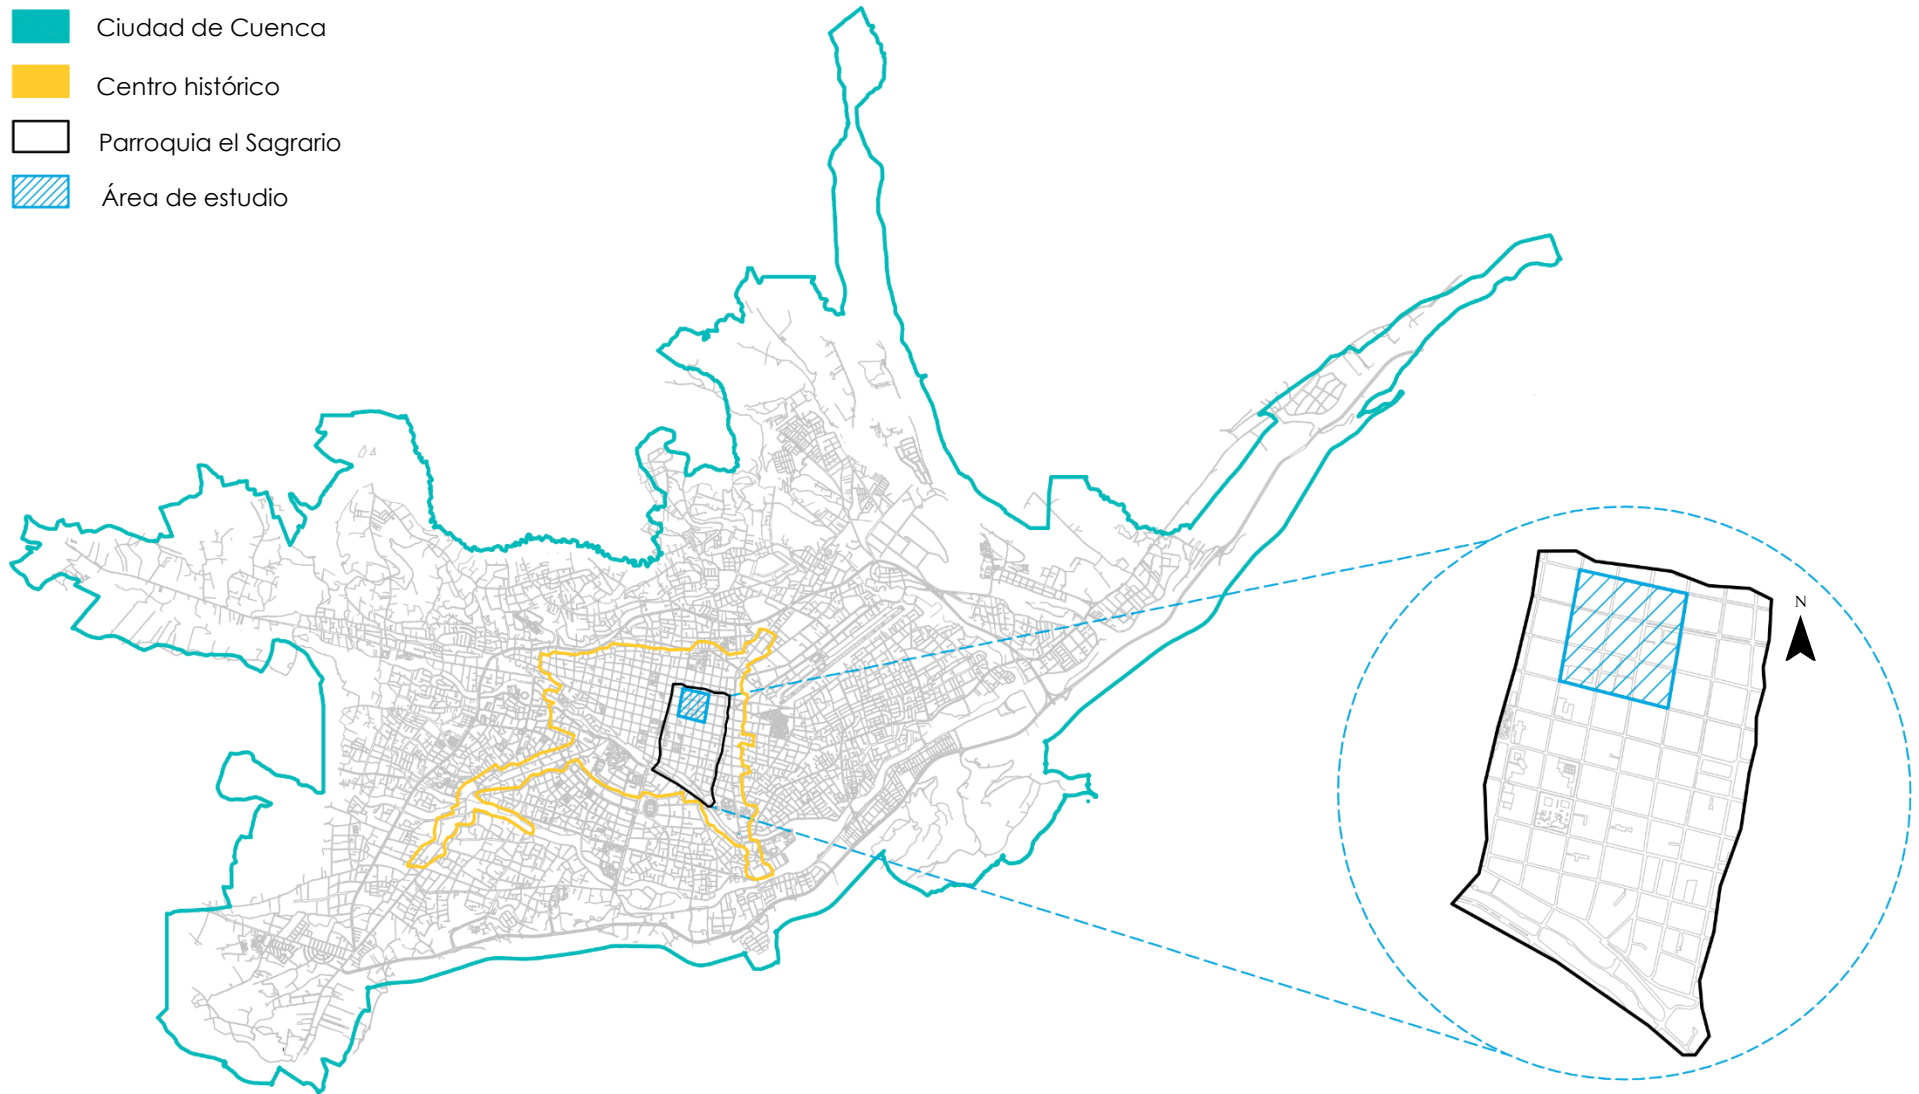 Ciudad de Cuenca
Centro histórico
Parroquia el Sagrario
Área de estudio
N